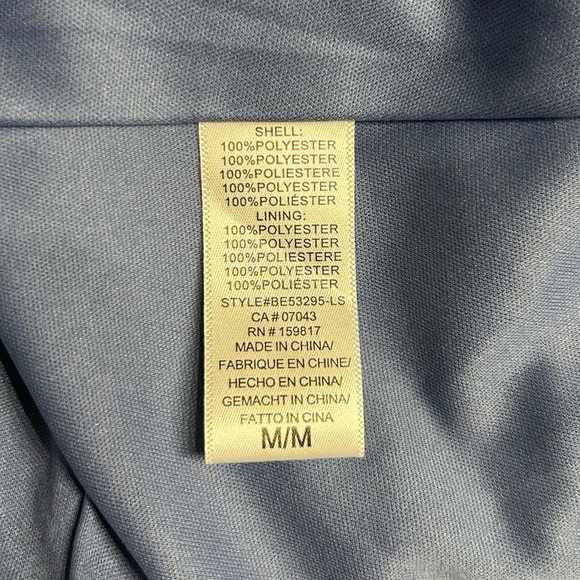 SHELL:
100%POLYESTER
100%POLYESTER
100%POLIESTERE
100%POLYESTER
100%POLIÉSTER
LINING:
100%POLYESTER
100%POLYESTER
100%POLIESTERE
100%POLYESTER
100%POLIÉSTER
STYLE#BE53295-LS
CA # 07043
RN # 159817
MADE IN CHINA/
FABRIQUE EN CHINE/
HECHO EN CHINA/
GEMACHT IN CHINA/
FATTO IN CINA
M/M